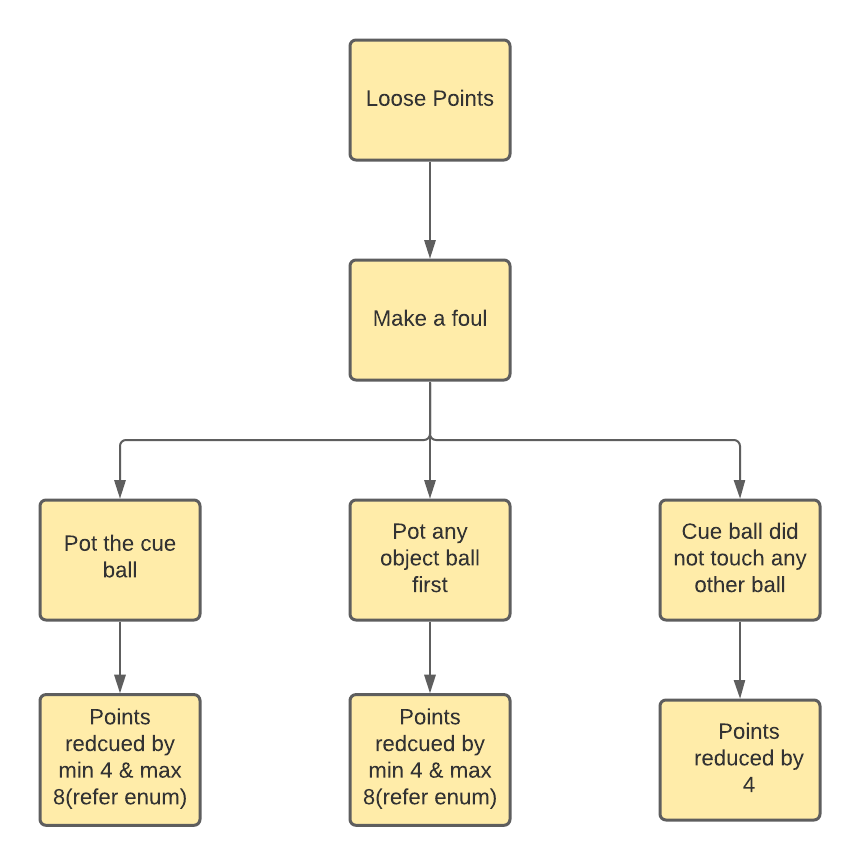 Loose Points
Make a foul
Pot the cue
ball
Pot any
object ball
first
Cue ball did
not touch any
other ball
Points
redcued by
min 4 & max
8(refer enum)
Points
redcued by
min 4 & max
8(refer enum)
Points
reduced by
4